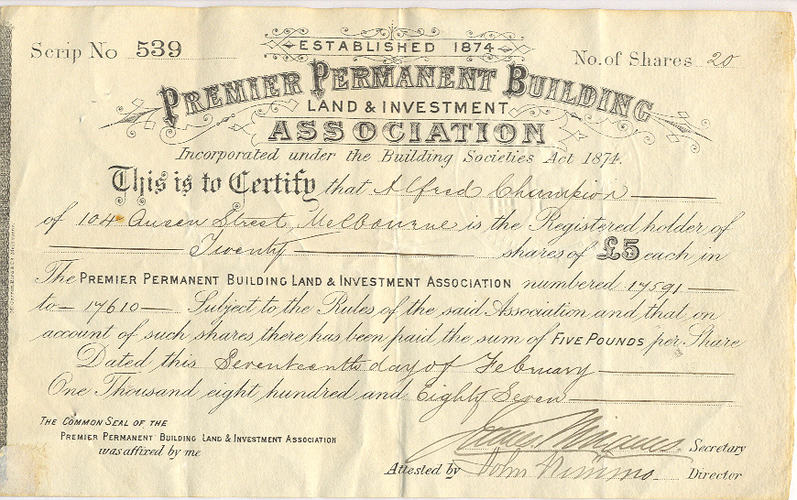 Scrip No 539
ESTABLISHED 1874
No. of Shares 20
PREMIER PERMANENT BUILDING
LAND & INVESTMENT
ASSOCIATION
Incorporated under the Building Societies Act 1874.
This is to Certify that Alfred Champion
of 104 Queen Street, Melbourne is the Registered holder of
Twenty shares of £5 each in
The PREMIER PERMANENT BUILDING LAND & INVESTMENT ASSOCIATION numbered 17591
to 17610 Subject to the Rules of the said Association and that on
account of such shares there has been paid the sum of FIVE POUNDS per Share
Dated this Seventeenth day of February
One Thousand eight hundred and Eighty Seven
THE COMMON SEAL OF THE
PREMIER PERMANENT BUILDING LAND & INVESTMENT ASSOCIATION
was affixed by me
James Secretary
Attested by John Nimmo Director